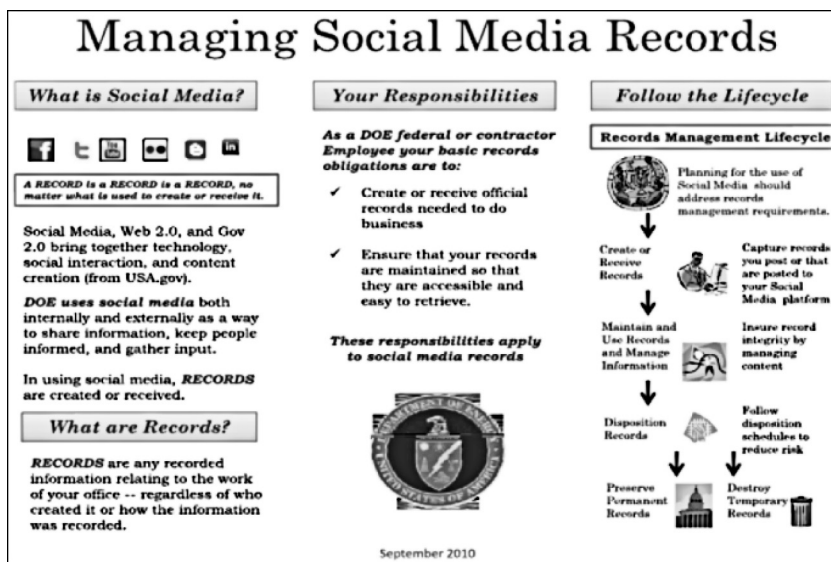 Managing Social Media Records
What is Social Media?
A RECORD is a RECORD is a RECORD, no
matter what is used to create or receive it.
Social Media, Web 2.0, and Gov
2.0 bring together technology,
social interaction, and content
creation (from USA.gov).
DOE uses social media both
internally and externally as a way
to share information, keep people
informed, and gather input.
In using social media, RECORDS
are created or received.
What are Records?
RECORDS are any recorded
information relating to the work
of your office -- regardless of who
created it or how the information
was recorded.
Your Responsibilities
As a DOE federal or contractor
Employee your basic records
obligations are to:
✓ Create or receive official
records needed to do
business
✓ Ensure that your records
are maintained so that
they are accessible and
easy to retrieve.
These responsibilities apply
to social media records
DEPARTMENT OF ENERGY
UNITED STATES OF AMERICA
September 2010
Follow the Lifecycle
Records Management Lifecycle
Planning for the use of
Social Media should
address records
management requirements.
Create or
Receive
Records
Capture records
you post or that
are posted to
your Social
Media platform
Maintain and
Use Records
and Manage
Information
Insure record
integrity by
managing
content
Disposition
Records
Follow
disposition
schedules to
reduce risk
Preserve
Permanent
Records
Destroy
Temporary
Records